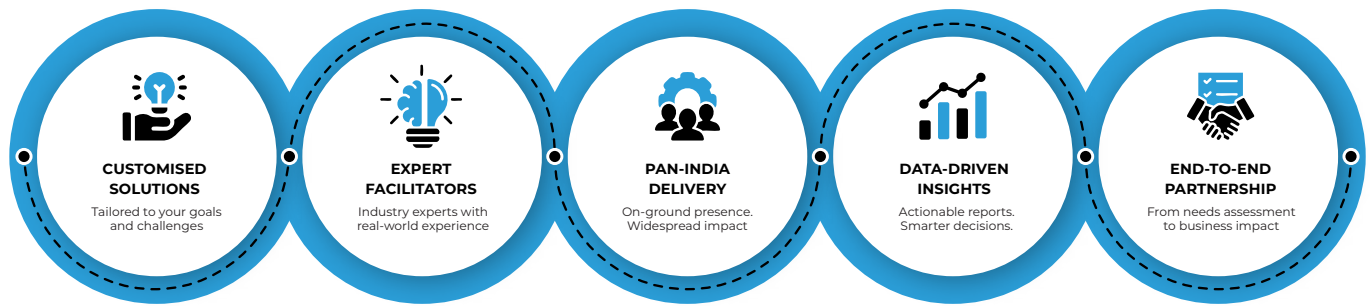 CUSTOMISED
SOLUTIONS
Tailored to your goals
and challenges
EXPERT
FACILITATORS
Industry experts with
real-world experience
PAN-INDIA
DELIVERY
On-ground presence.
Widespread impact
DATA-DRIVEN
INSIGHTS
Actionable reports.
Smarter decisions.
END-TO-END
PARTNERSHIP
From needs assessment
to business impact